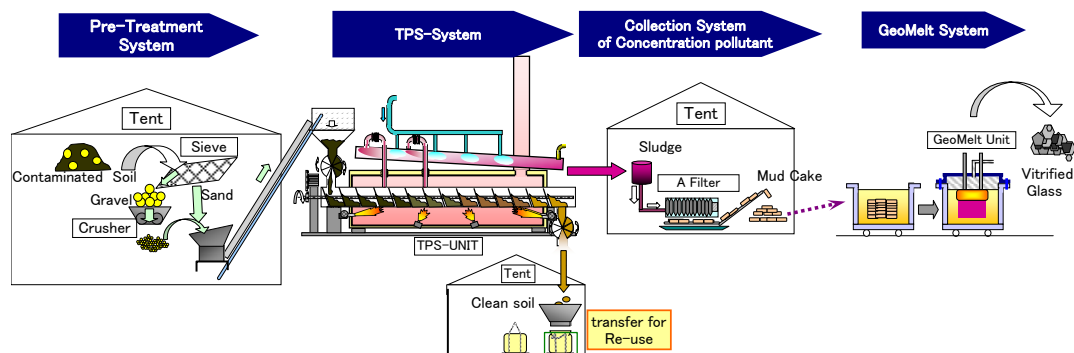 Pre-Treatment
System
TPS-System
Collection System
of Concentration pollutant
GeoMelt System
Tent
Sieve
Contaminated Soil
Gravel
Sand
Crusher
TPS-UNIT
Tent
Clean soil
transfer for
Re-use
Tent
Sludge
A Filter
Mud Cake
GeoMelt Unit
Vitrified
Glass